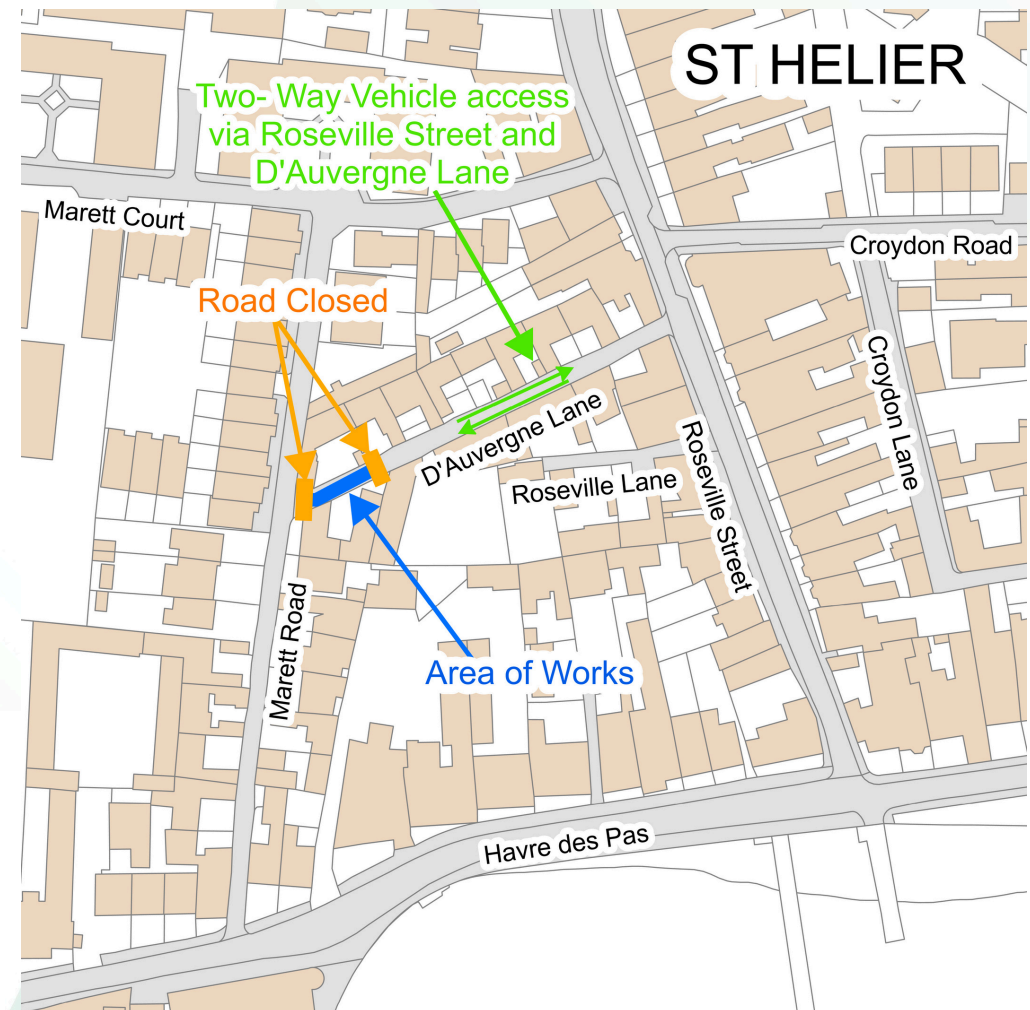 ST HELIER
Two- Way Vehicle access
via Roseville Street and
D'Auvergne Lane
Marett Court
Croydon Road
Road Closed
Croydon Lane
D'Auvergne Lane
Roseville Lane
Roseville Street
Marett Road
Area of Works
Havre des Pas